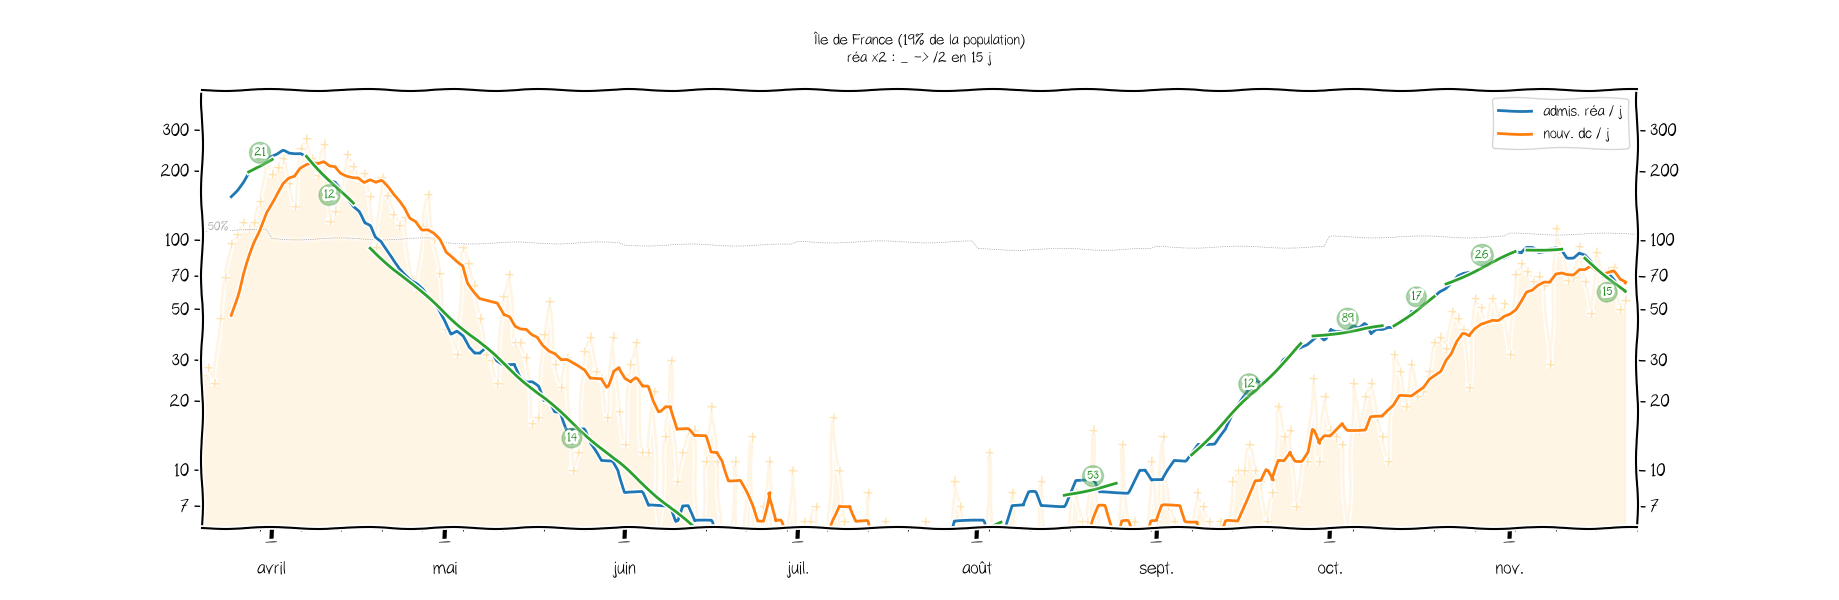 Île de France (19% de la population)
réa x2 : _ -> /2 en 15 j
admis. réa / j
nouv. dc / j
300
200
100
70
50
30
20
10
7
300
200
100
70
50
30
20
10
7
50%
21
12
14
53
12
89
17
26
15
avril
mai
juin
juil.
août
sept.
oct.
nov.